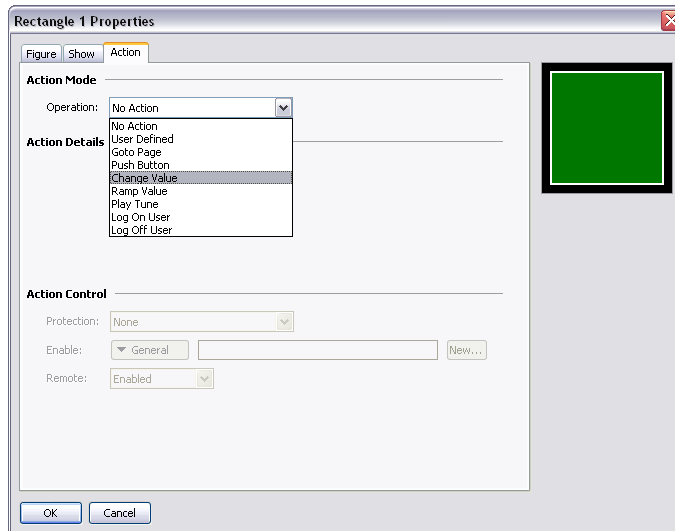 Rectangle 1 Properties
Figure Show Action
Action Mode
Operation: No Action
No Action
User Defined
Action Details
Goto Page
Push Button
Change Value
Ramp Value
Play Tune
Log On User
Log Off User
Action Control
Protection: None
Enable: General New...
Remote: Enabled
OK Cancel